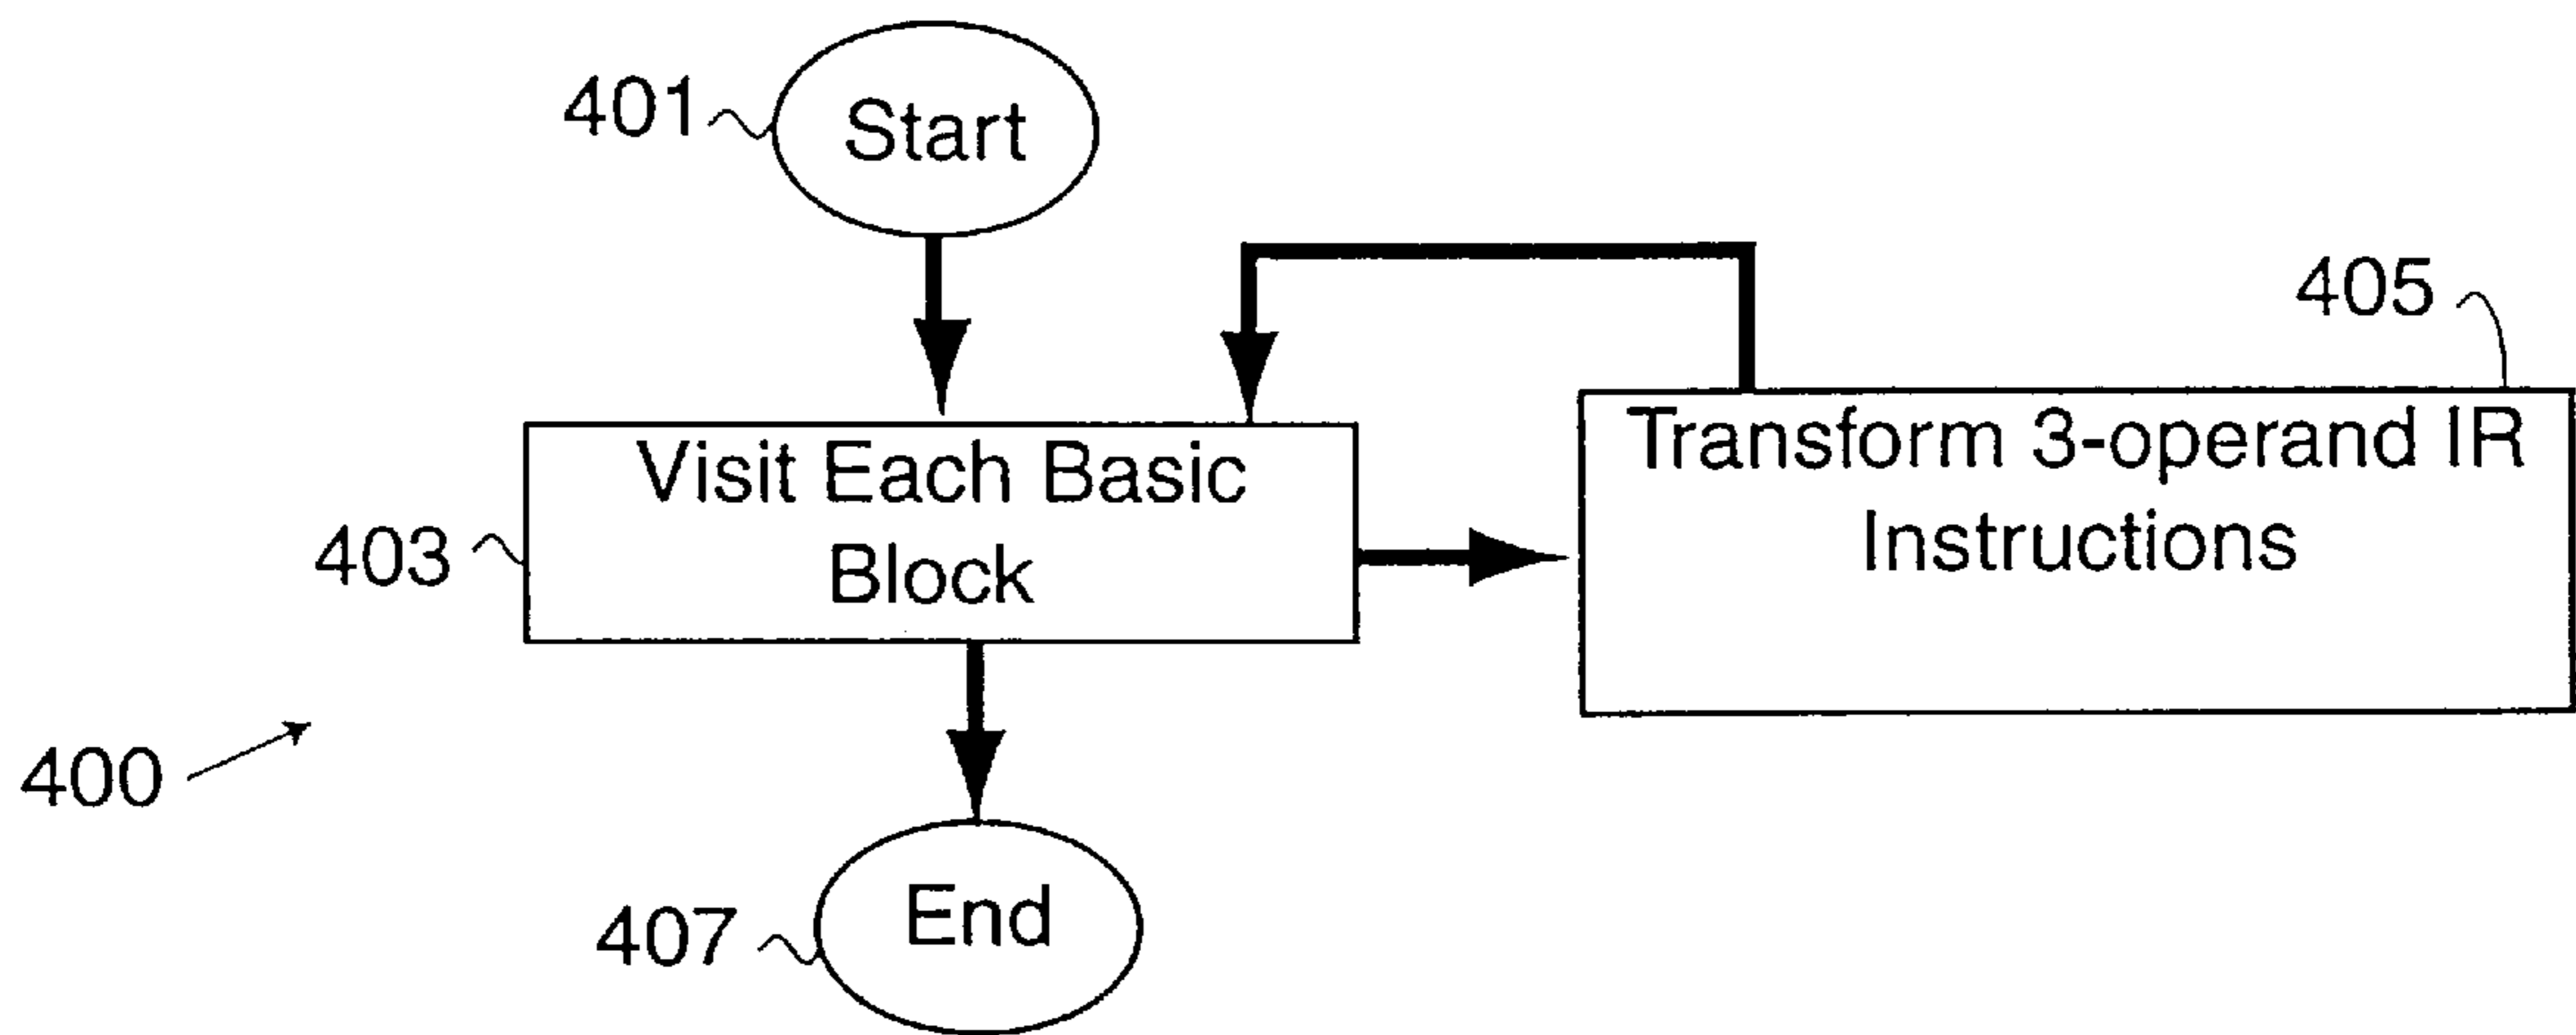 401
Start
405
Transform 3-operand IR
Instructions
Visit Each Basic
Block
403
400
End
407